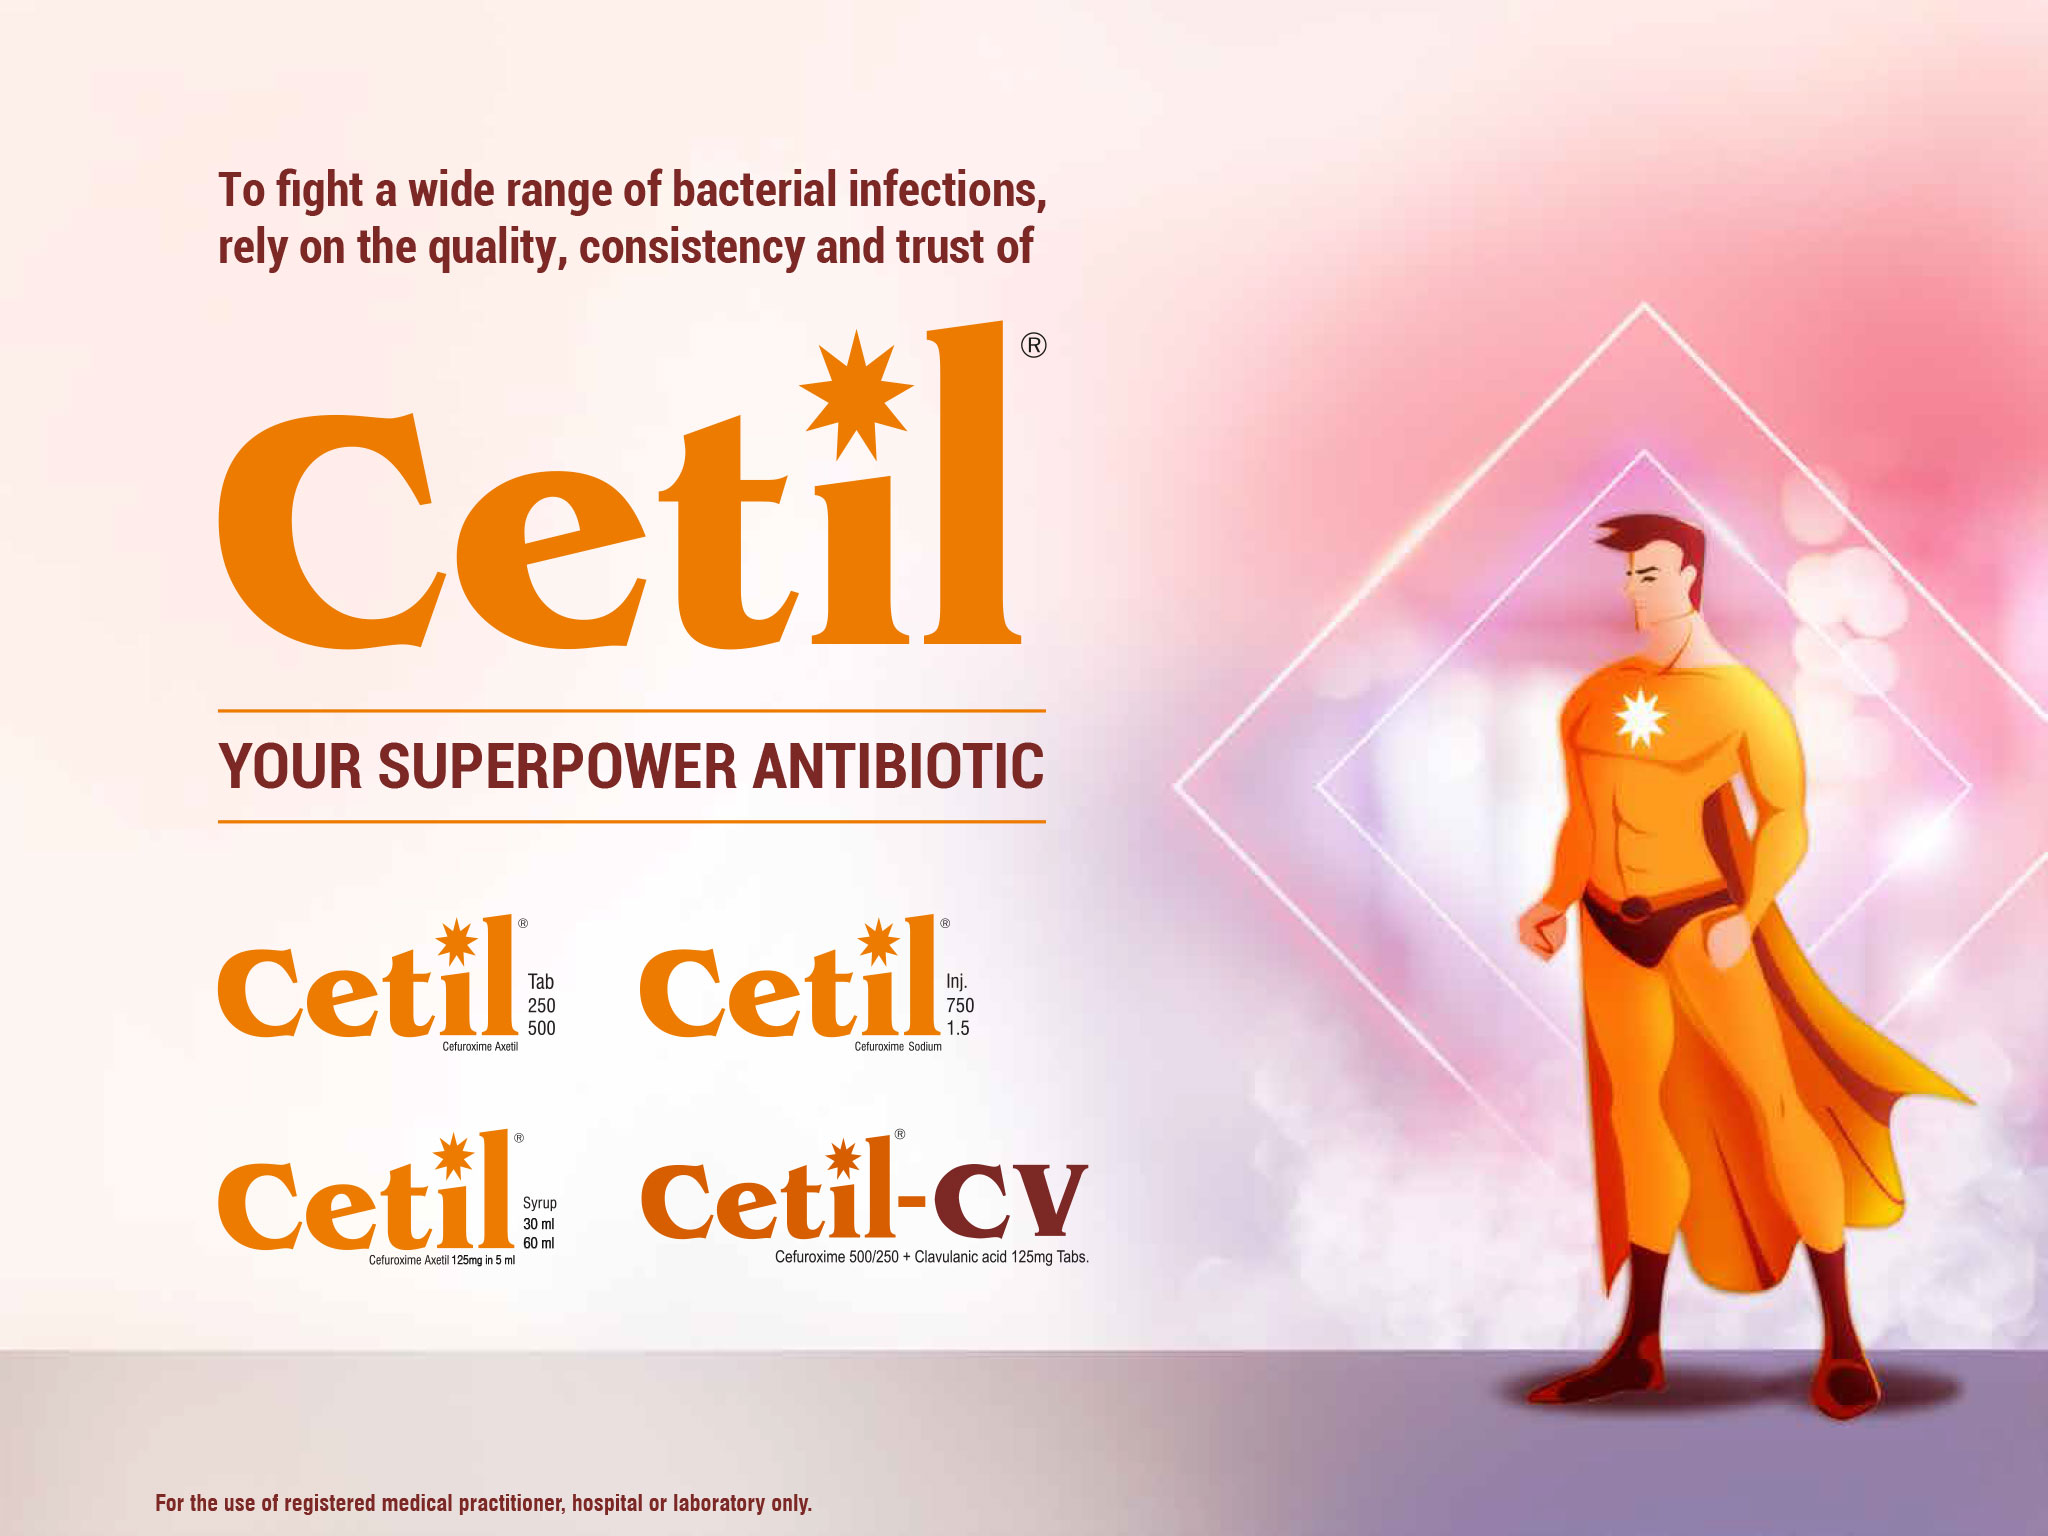 To fight a wide range of bacterial infections,
rely on the quality, consistency and trust of
Cetil®
YOUR SUPERPOWER ANTIBIOTIC
Cetil® Tab
250
500
Cefuroxime Axetil
Cetil® Inj.
750
1.5
Cefuroxime Sodium
Cetil® Syrup
30 ml
60 ml
Cefuroxime Axetil 125mg in 5 ml
Cetil®-CV
Cefuroxime 500/250 + Clavulanic acid 125mg Tabs.
For the use of registered medical practitioner, hospital or laboratory only.